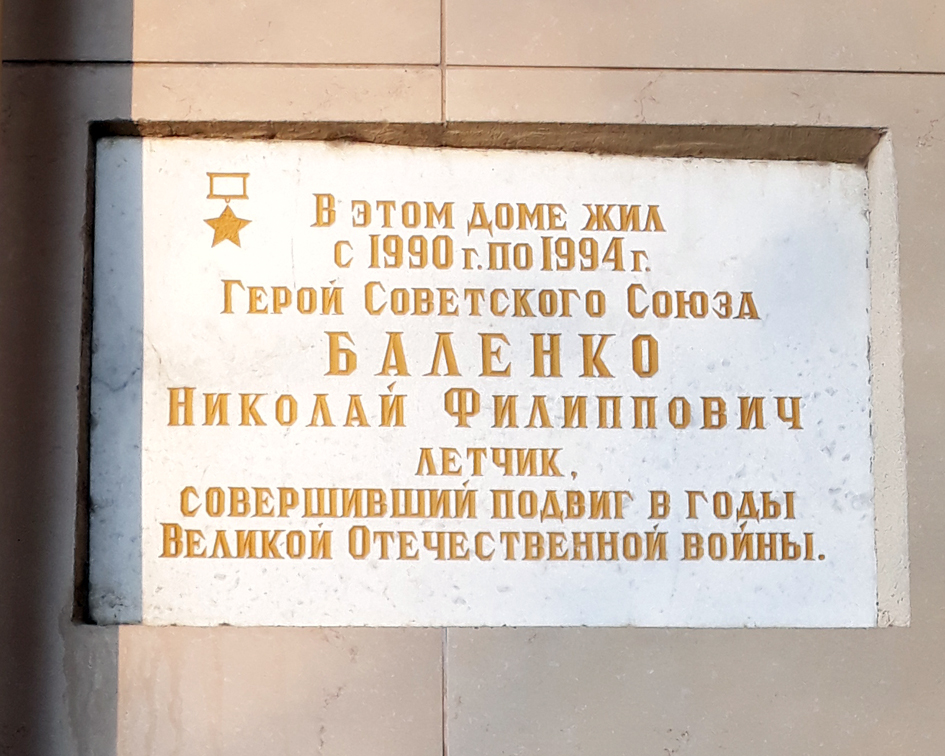 В ЭТОМ ДОМЕ ЖИЛ
С 1990 г. ПО 1994 г.
ГЕРОЙ СОВЕТСКОГО СОЮЗА
БАЛЕНКО
НИКОЛАЙ ФИЛИППОВИЧ
ЛЕТЧИК,
СОВЕРШИВШИЙ ПОДВИГ В ГОДЫ
ВЕЛИКОЙ ОТЕЧЕСТВЕННОЙ ВОЙНЫ.